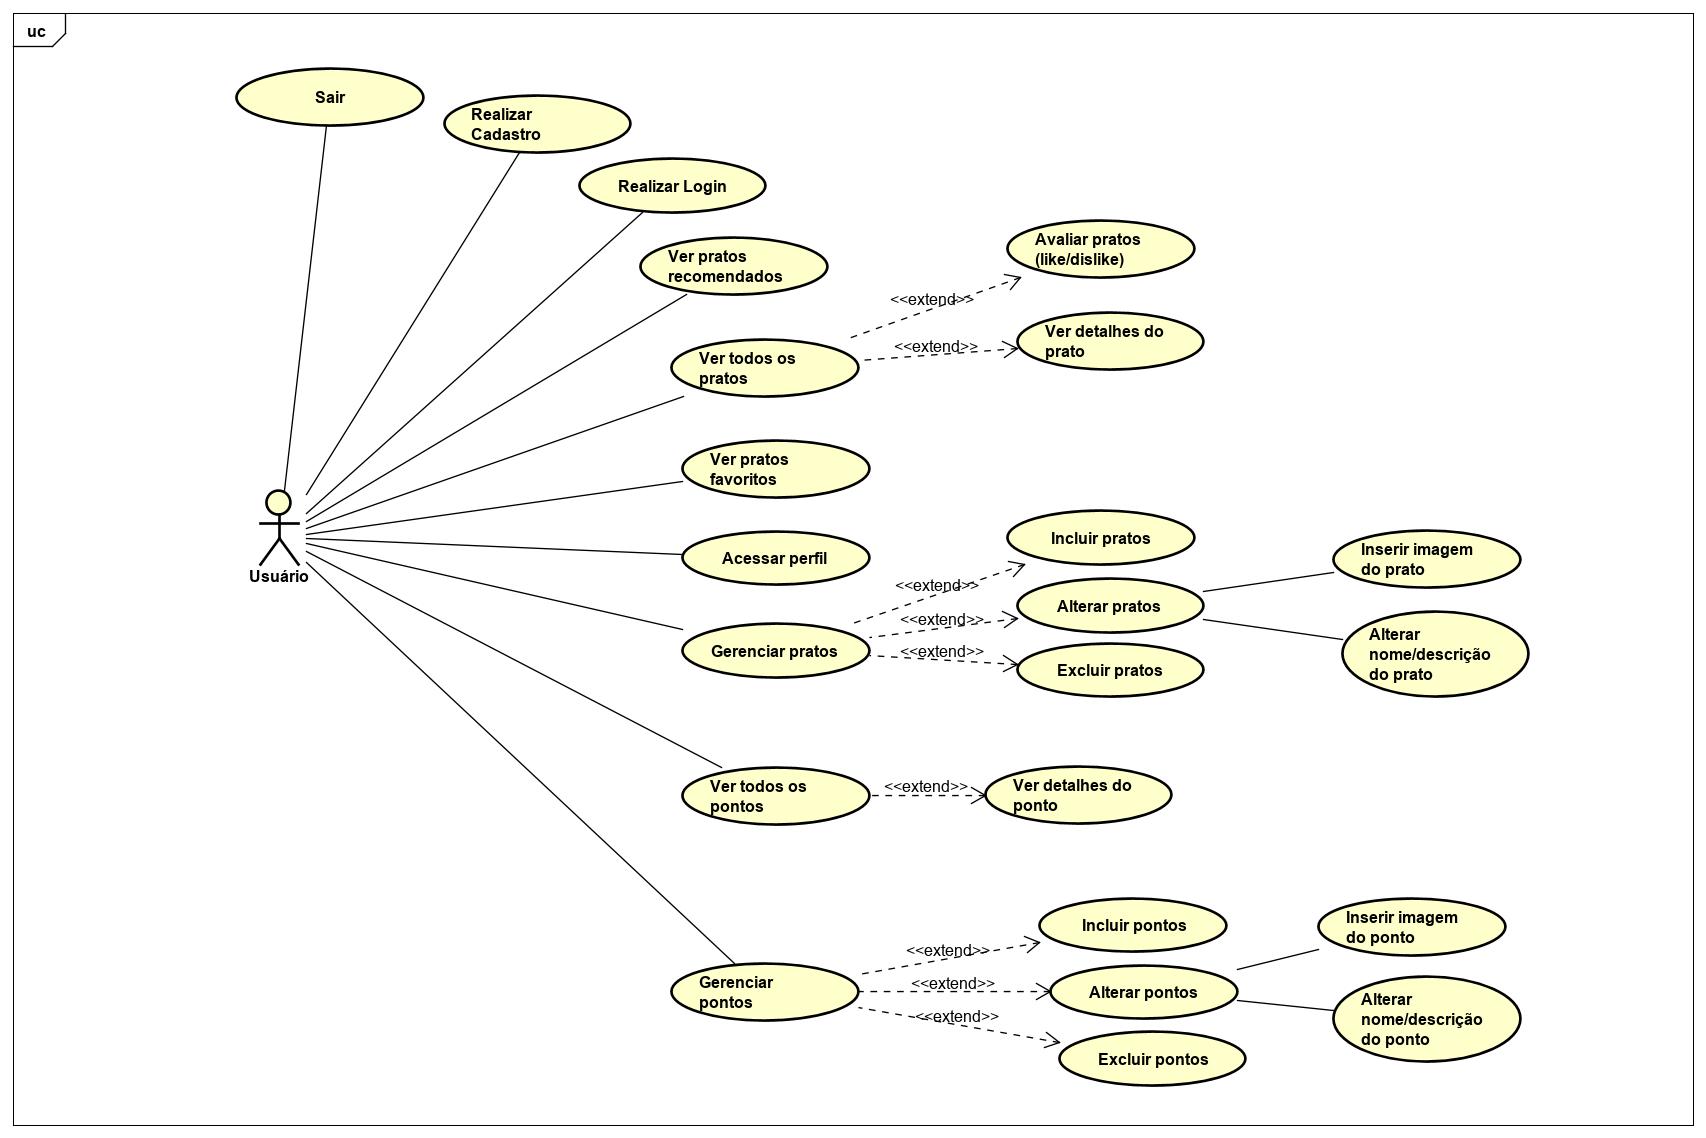 uc
Sair
Realizar
Cadastro
Realizar Login
Ver pratos
recomendados
Avaliar pratos
(like/dislike)
<<extend>>
Ver detalhes do
prato
<<extend>>
Ver todos os
pratos
Ver pratos
favoritos
Acessar perfil
Usuário
Incluir pratos
<<extend>>
Alterar pratos
<<extend>>
Inserir imagem
do prato
Gerenciar pratos
<<extend>>
Excluir pratos
Alterar
nome/descrição
do prato
Ver todos os
pontos
<<extend>>
Ver detalhes do
ponto
Incluir pontos
<<extend>>
Inserir imagem
do ponto
Gerenciar
pontos
<<extend>>
Alterar pontos
<<extend>>
Alterar
nome/descrição
do ponto
Excluir pontos